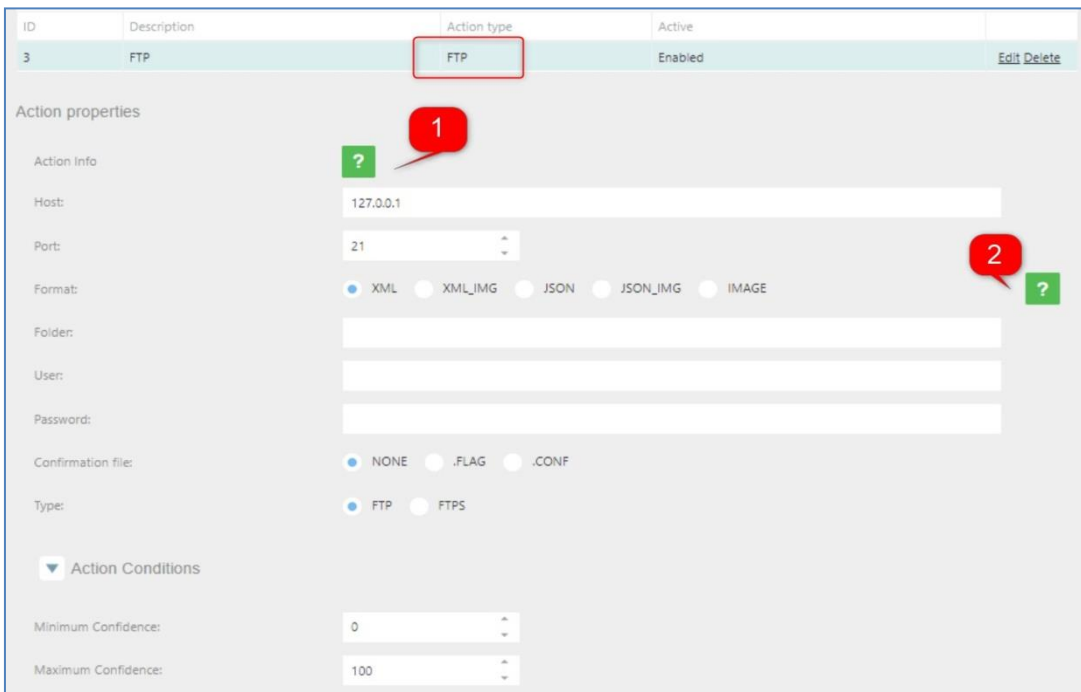 ID Description Action type Active
3 FTP FTP Enabled Edit Delete
Action properties
1
Action Info ?
Host: 127.0.0.1
Port: 21
2
Format: XML XML_IMG JSON JSON_IMG IMAGE ?
Folder:
User:
Password:
Confirmation file: NONE .FLAG .CONF
Type: FTP FTPS
Action Conditions
Minimum Confidence: 0
Maximum Confidence: 100